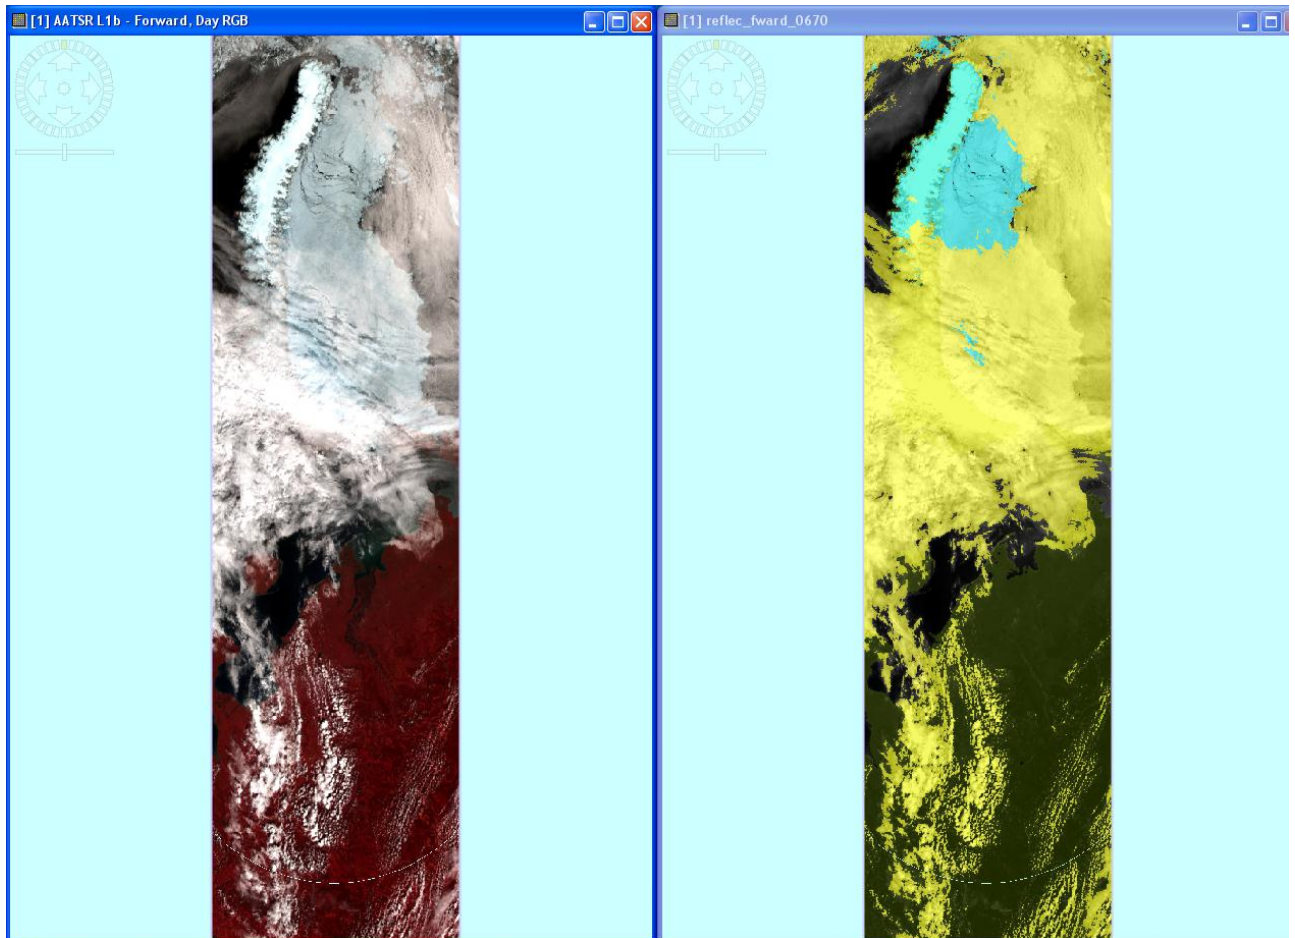 [1] AATSR L1b - Forward, Day RGB
[1] reflec_fward_0670